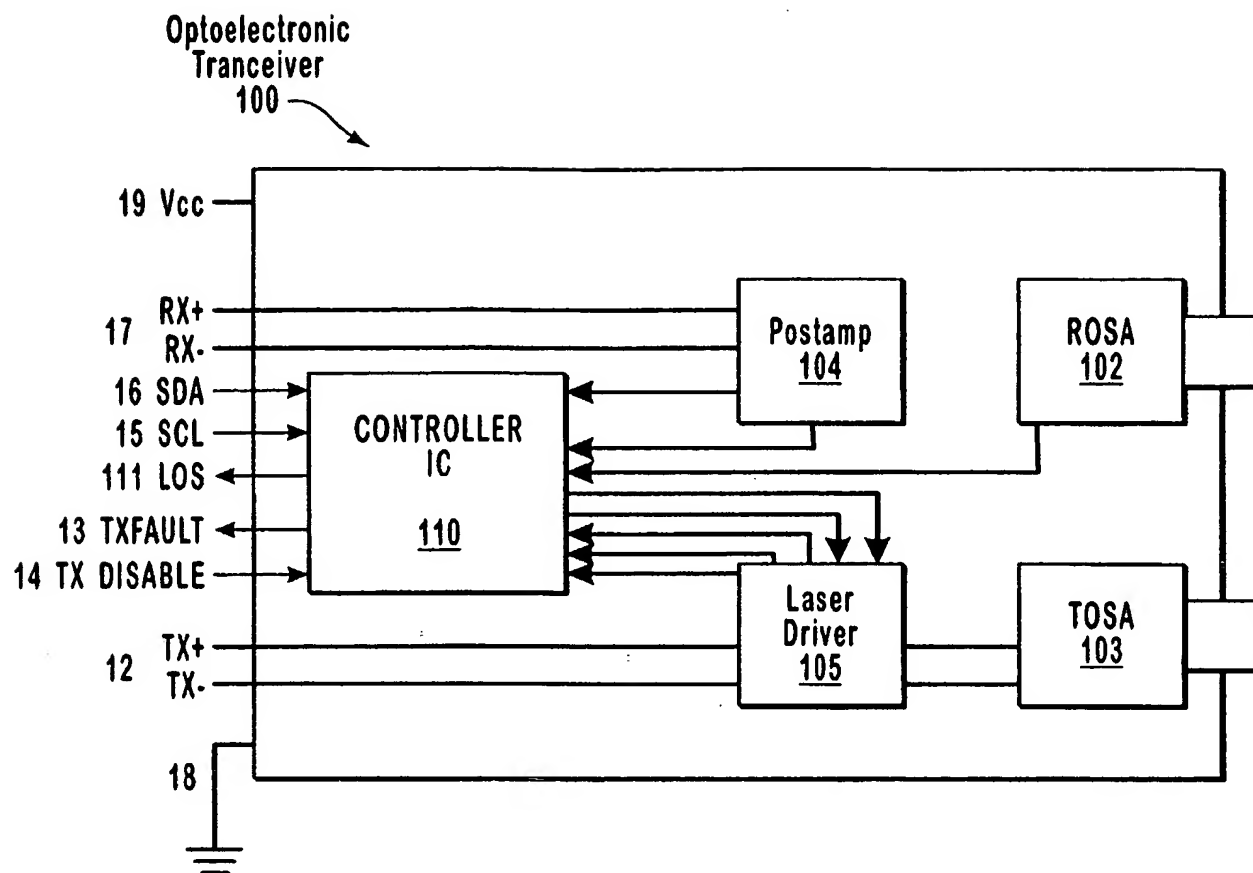 Optoelectronic
Tranceiver
100
19 Vcc
17
RX+
RX-
16 SDA
15 SCL
111 LOS
13 TXFAULT
14 TX DISABLE
12
TX+
TX-
18
CONTROLLER
IC
110
Postamp
104
ROSA
102
Laser
Driver
105
TOSA
103